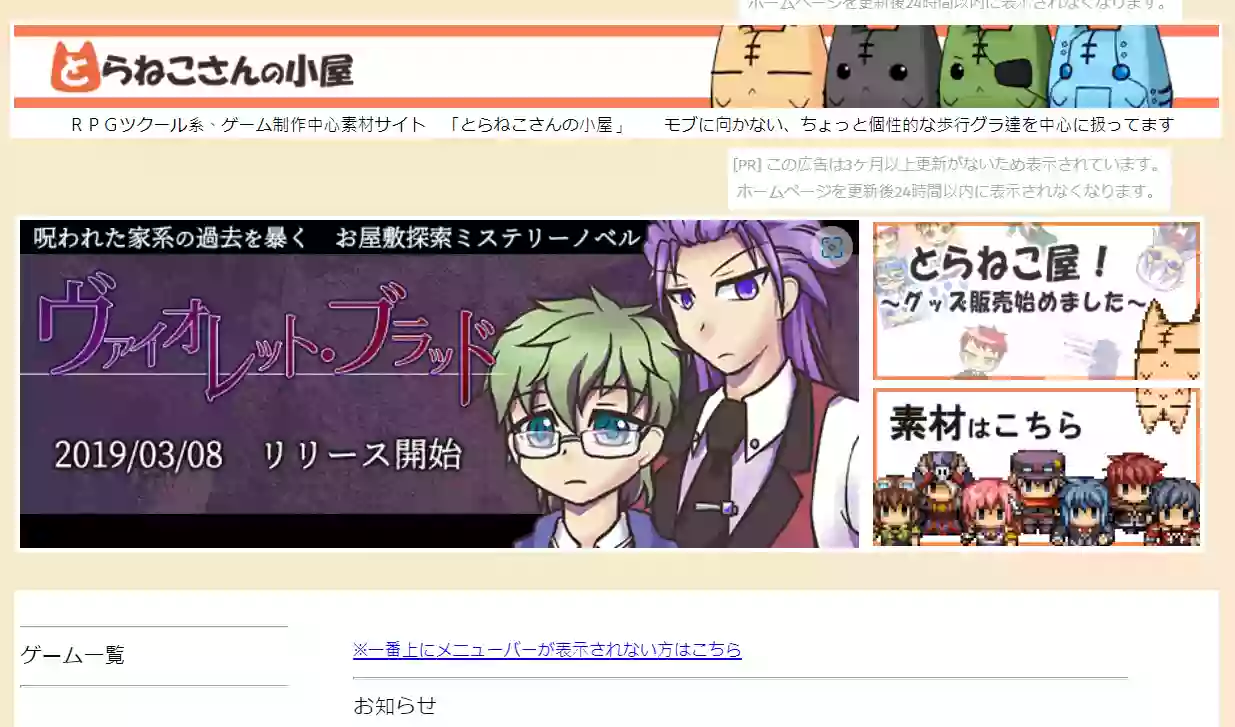 ホームページを更新後24時間以内に表示されなくなります。
とらねこさんの小屋
ＲＰＧツクール系、ゲーム制作中心素材サイト 「とらねこさんの小屋」 モブに向かない、ちょっと個性的な歩行グラ達を中心に扱ってます
[PR] この広告は3ヶ月以上更新がないため表示されています。
ホームページを更新後24時間以内に表示されなくなります。
呪われた家系の過去を暴く お屋敷探索ミステリーノベル
ヴァイオレット・ブラッド
2019/03/08 リリース開始
とらねこ屋！
～グッズ販売始めました～
素材はこちら
ゲーム一覧
※一番上にメニューバーが表示されない方はこちら
お知らせ